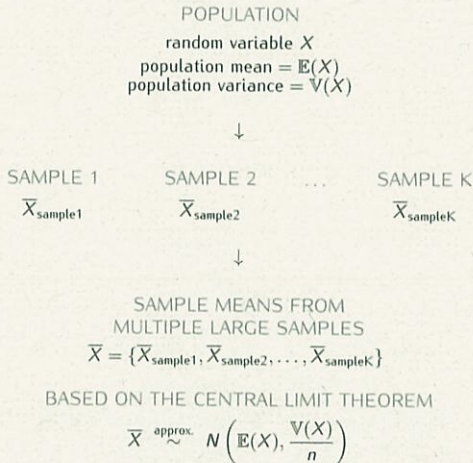 POPULATION
random variable X
population mean = 𝔼(X)
population variance = 𝕍(X)
↓
SAMPLE 1 SAMPLE 2 ... SAMPLE K
X̅sample1 X̅sample2 X̅sampleK
↓
SAMPLE MEANS FROM
MULTIPLE LARGE SAMPLES
X̅ = {X̅sample1, X̅sample2, . . . , X̅sampleK}
BASED ON THE CENTRAL LIMIT THEOREM
X̅ approx. ~ N(𝔼(X), 𝕍(X)/n)